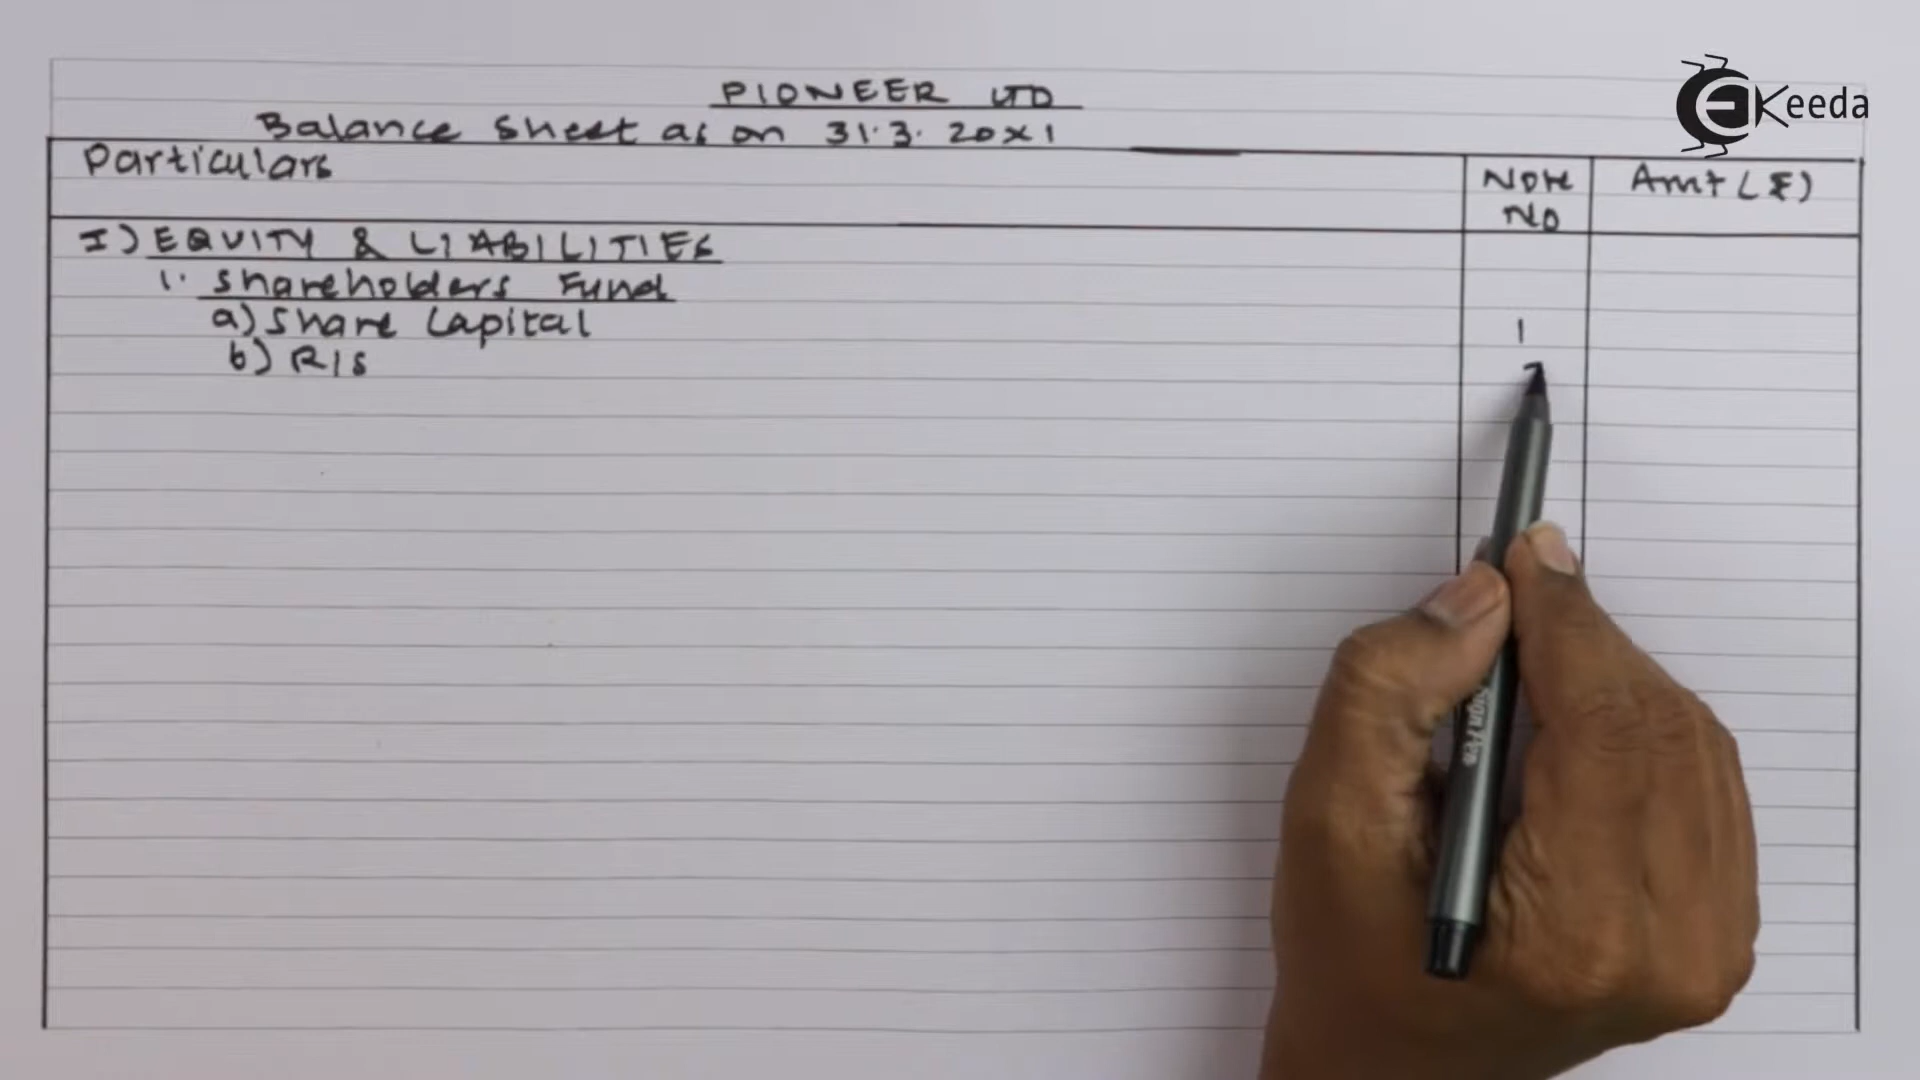 EKeeda
PIONEER LTD
Balance Sheet as on 31.3.20x1
Particulars
Note No
Amt (₹)
I) EQUITY & LIABILITIES
1. Shareholders Fund
a) Share Capital
1
b) R/S